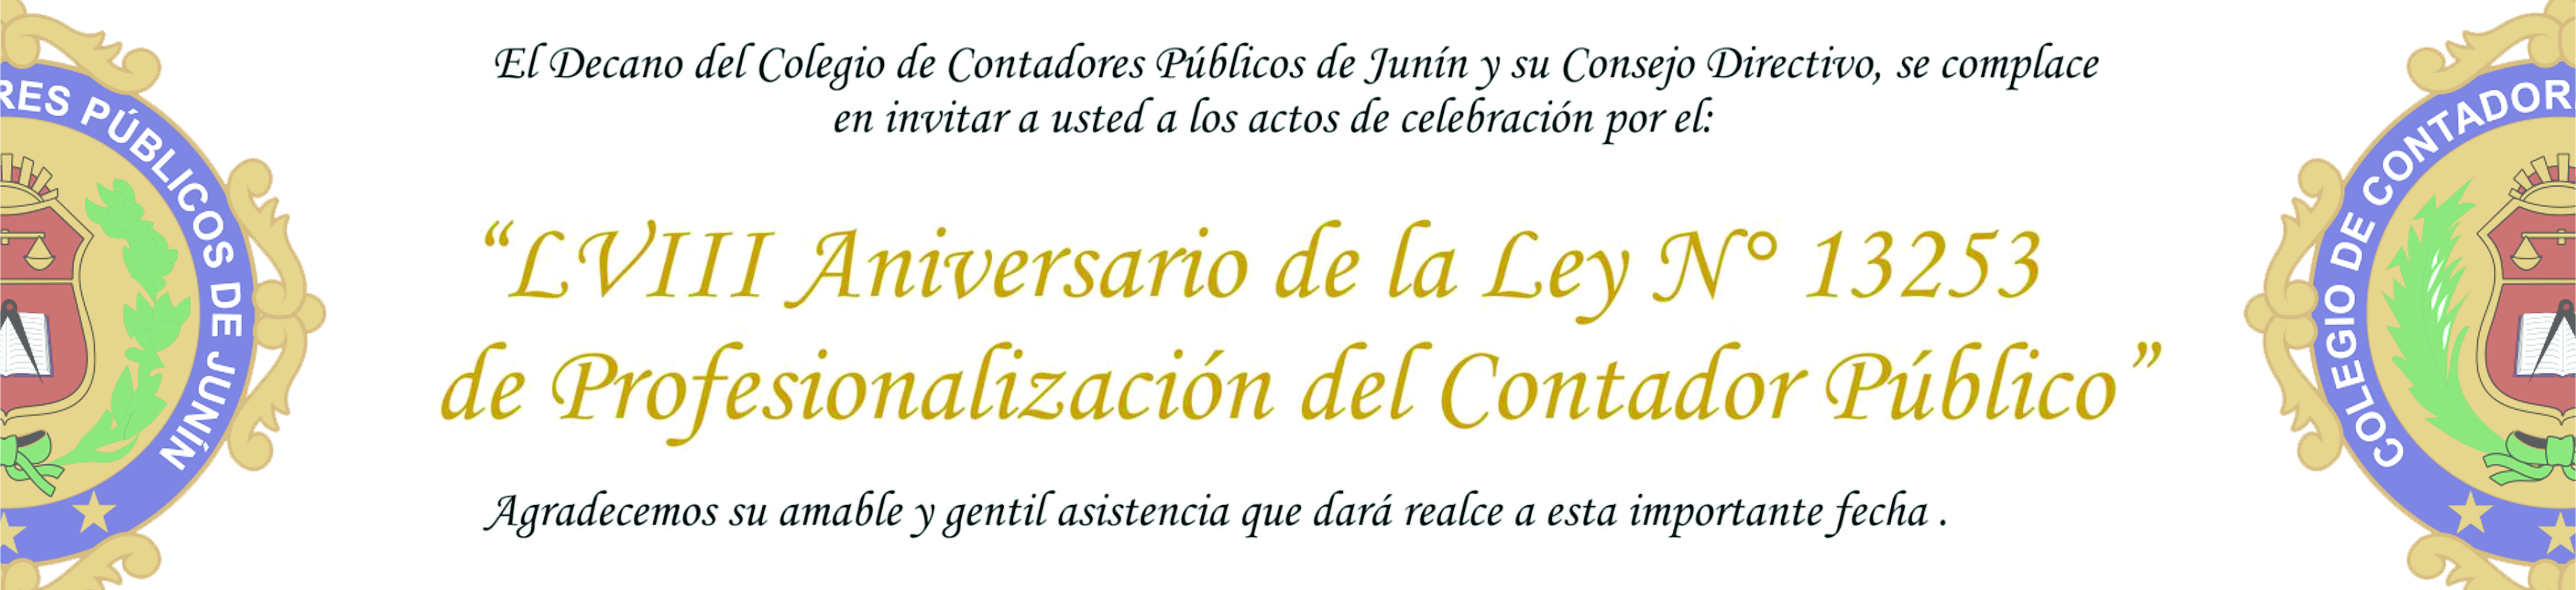 El Decano del Colegio de Contadores Públicos de Junín y su Consejo Directivo, se complace
en invitar a usted a los actos de celebración por el:
“LVIII Aniversario de la Ley N° 13253
de Profesionalización del Contador Público”
Agradecemos su amable y gentil asistencia que dará realce a esta importante fecha .
RES PÚBLICOS DE JUNÍN
COLEGIO DE CONTADOR